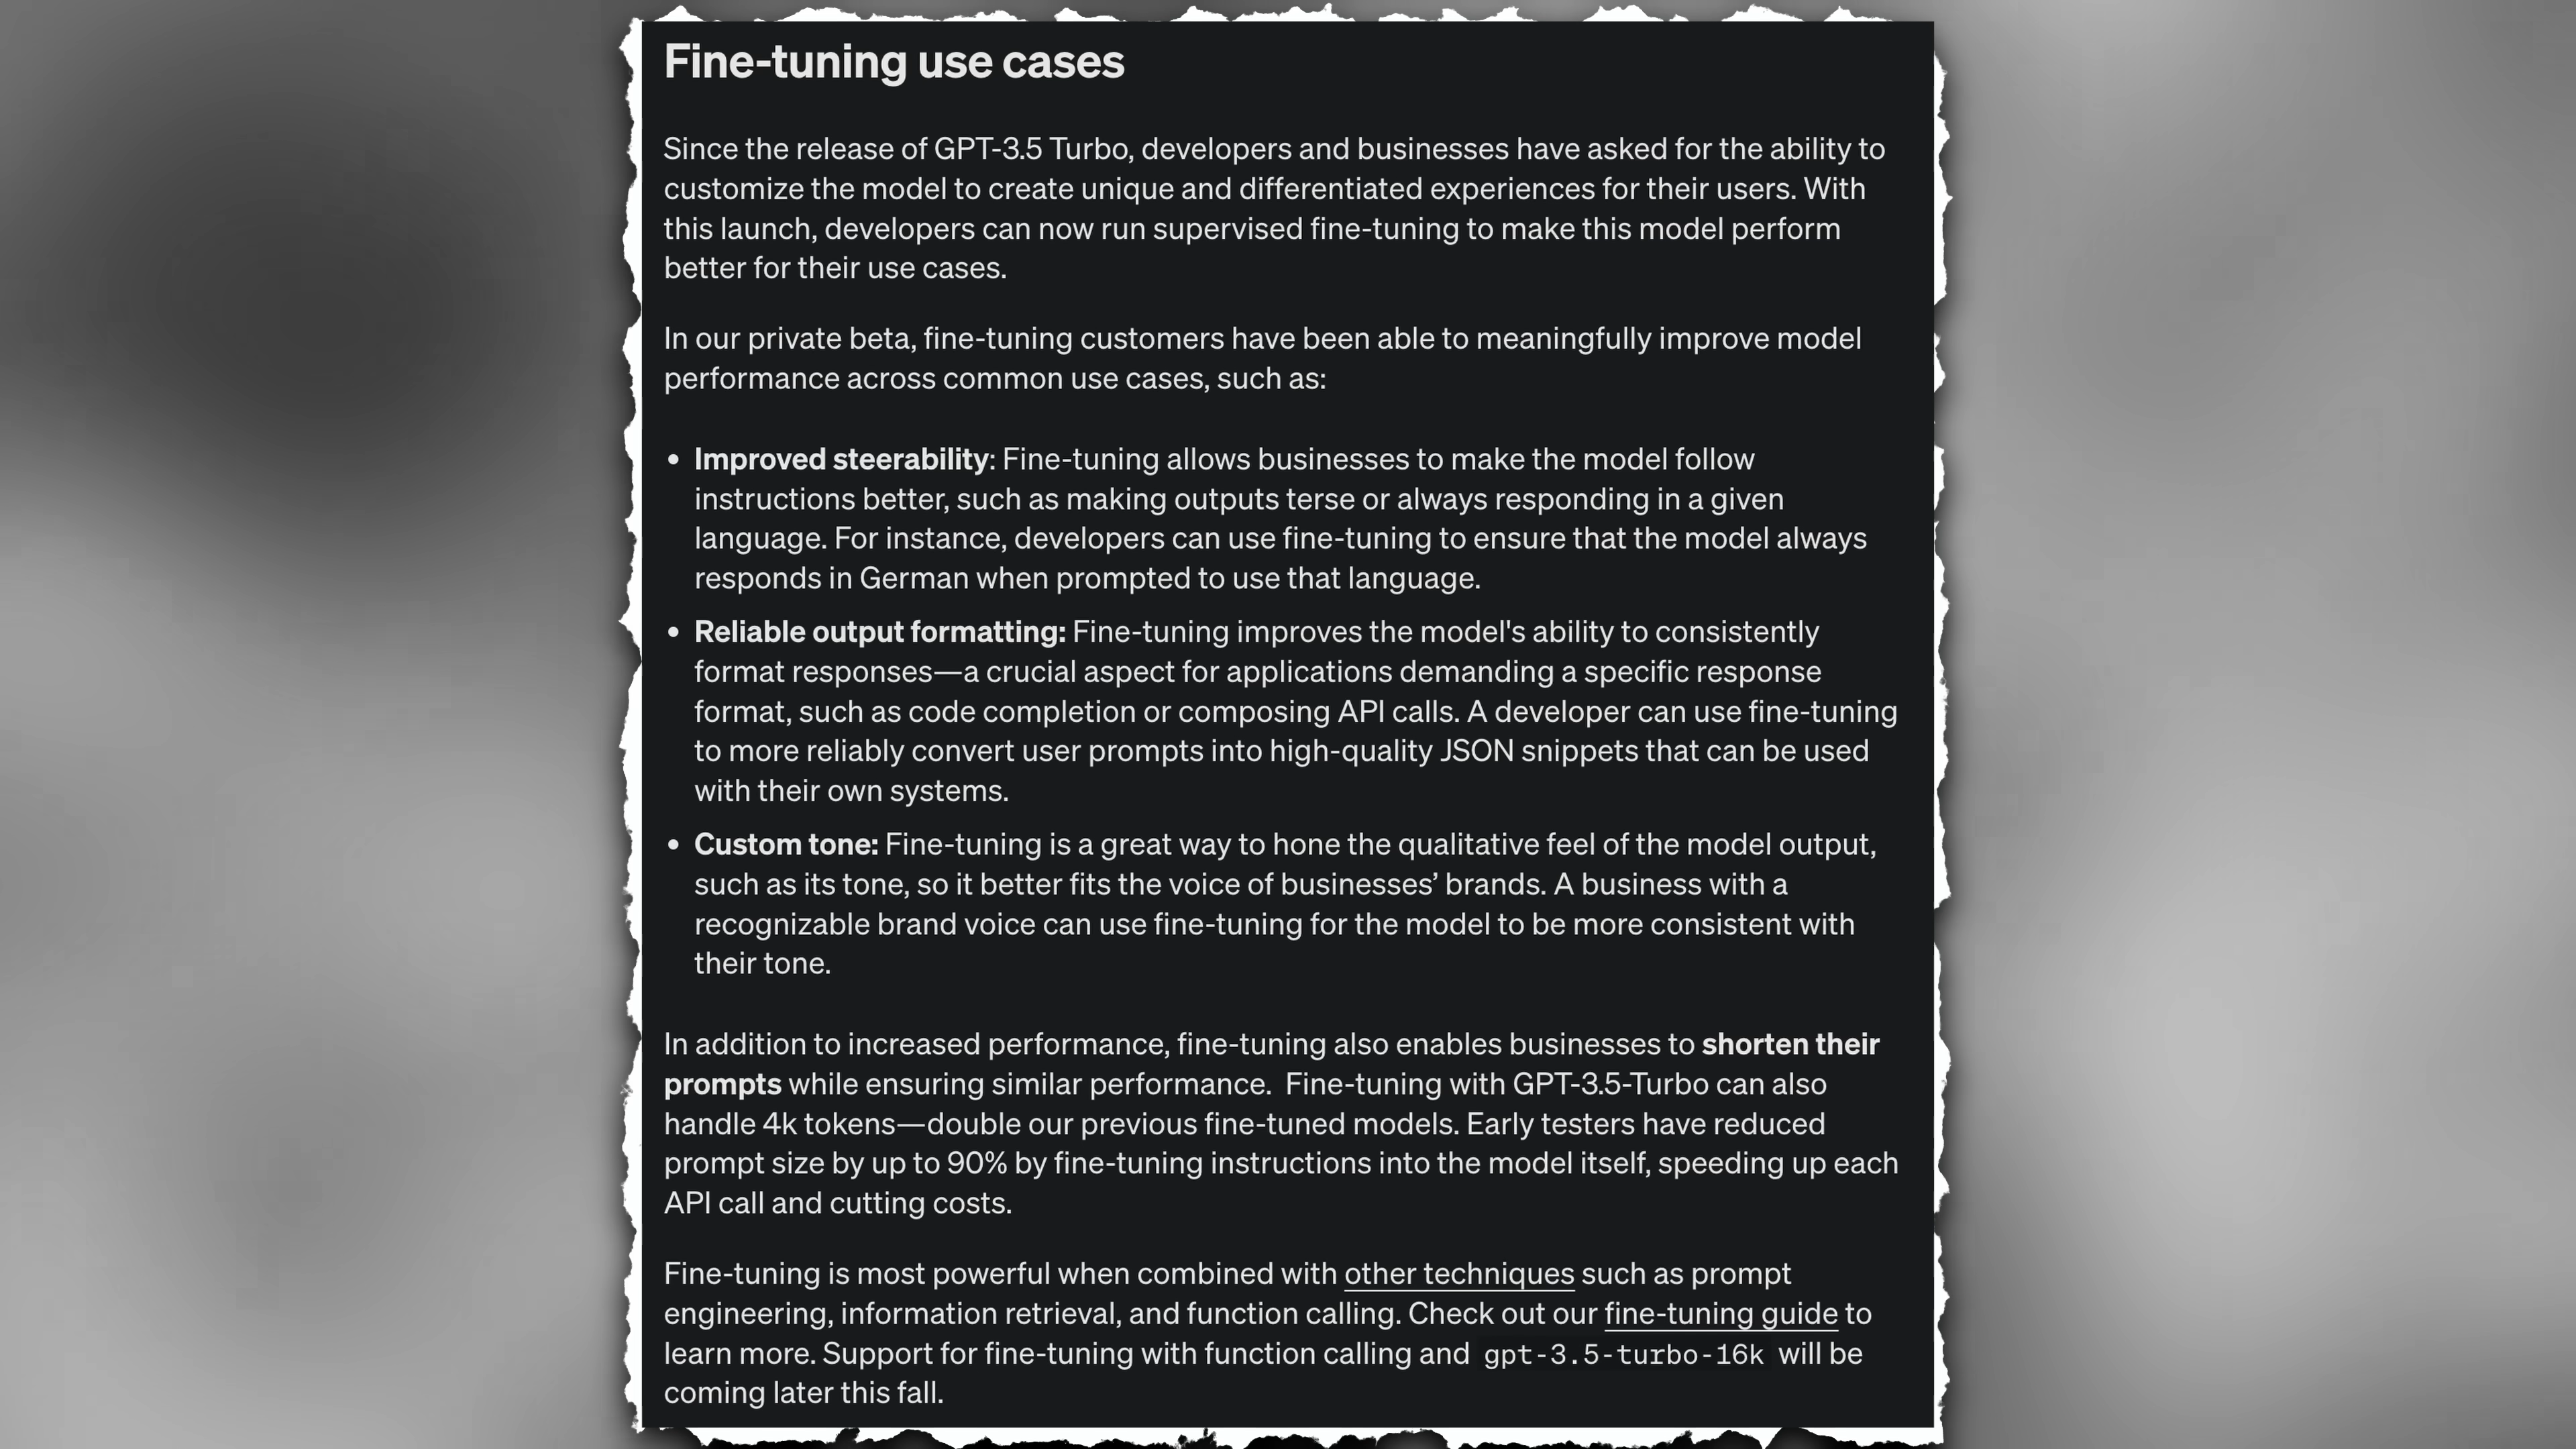 Fine-tuning use cases
Since the release of GPT-3.5 Turbo, developers and businesses have asked for the ability to
customize the model to create unique and differentiated experiences for their users. With
this launch, developers can now run supervised fine-tuning to make this model perform
better for their use cases.
In our private beta, fine-tuning customers have been able to meaningfully improve model
performance across common use cases, such as:
• Improved steerability: Fine-tuning allows businesses to make the model follow
instructions better, such as making outputs terse or always responding in a given
language. For instance, developers can use fine-tuning to ensure that the model always
responds in German when prompted to use that language.
• Reliable output formatting: Fine-tuning improves the model's ability to consistently
format responses—a crucial aspect for applications demanding a specific response
format, such as code completion or composing API calls. A developer can use fine-tuning
to more reliably convert user prompts into high-quality JSON snippets that can be used
with their own systems.
• Custom tone: Fine-tuning is a great way to hone the qualitative feel of the model output,
such as its tone, so it better fits the voice of businesses’ brands. A business with a
recognizable brand voice can use fine-tuning for the model to be more consistent with
their tone.
In addition to increased performance, fine-tuning also enables businesses to shorten their
prompts while ensuring similar performance.  Fine-tuning with GPT-3.5-Turbo can also
handle 4k tokens—double our previous fine-tuned models. Early testers have reduced
prompt size by up to 90% by fine-tuning instructions into the model itself, speeding up each
API call and cutting costs.
Fine-tuning is most powerful when combined with other techniques such as prompt
engineering, information retrieval, and function calling. Check out our fine-tuning guide to
learn more. Support for fine-tuning with function calling and gpt-3.5-turbo-16k will be
coming later this fall.